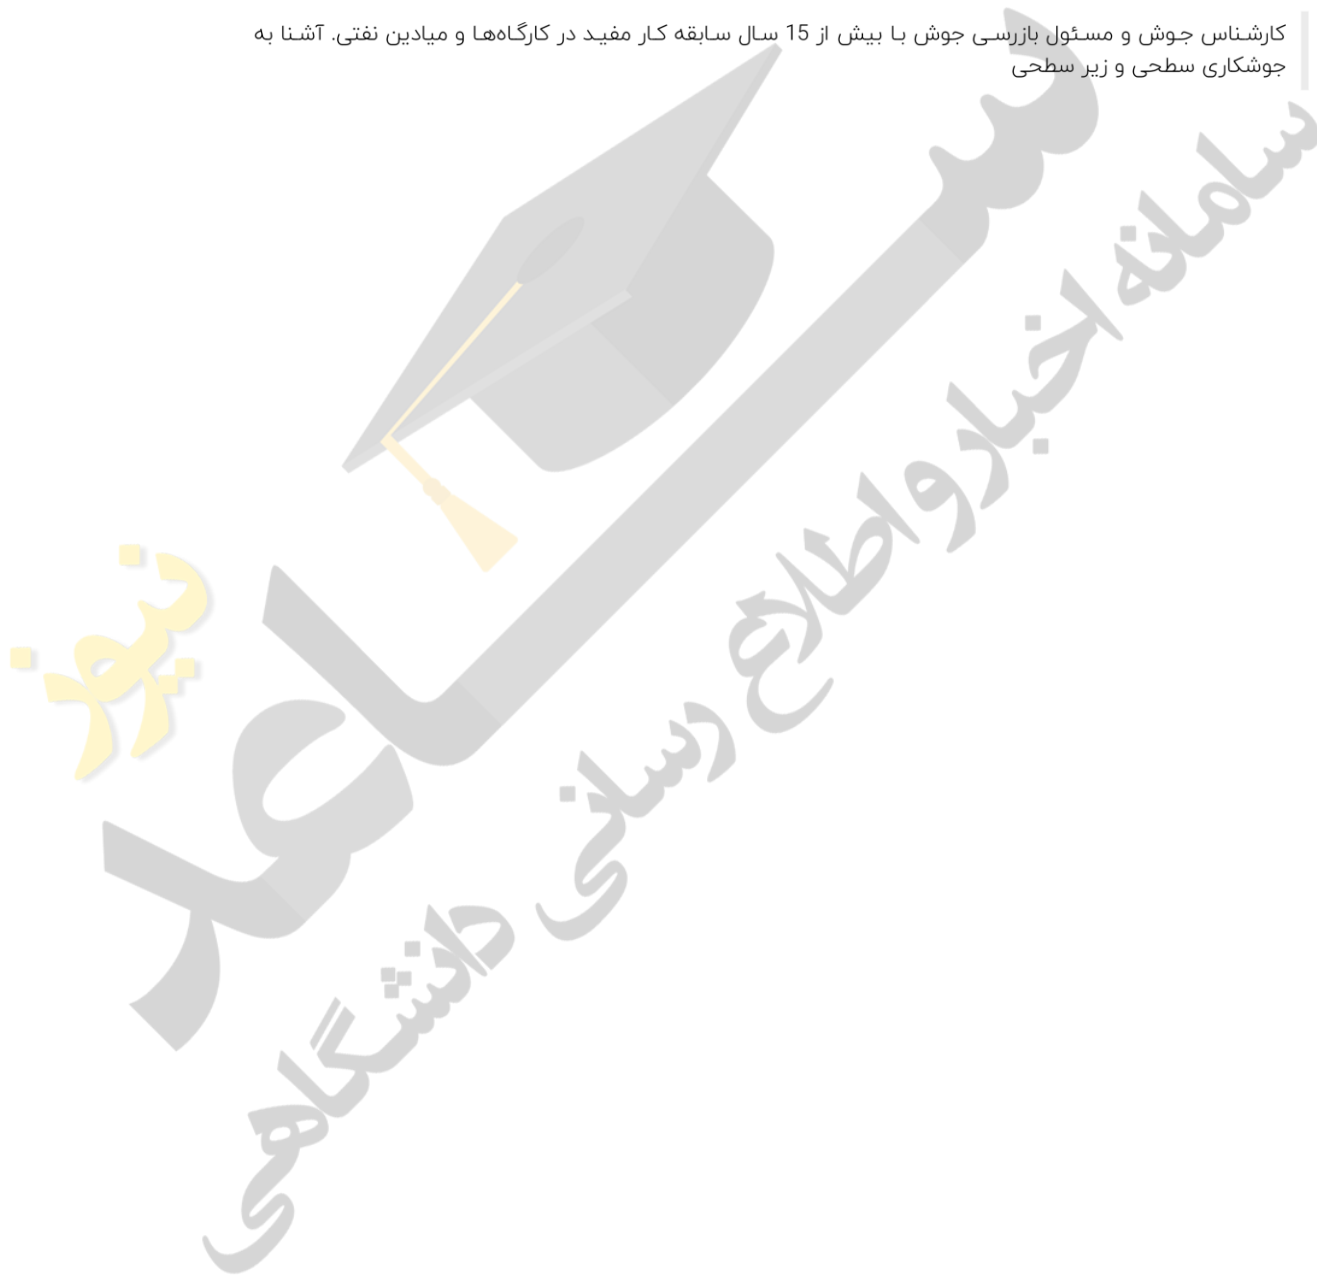 کارشناس جوش و مسئول بازرسی جوش با بیش از 15 سال سابقه کار مفید در کارگاه‌ها و میادین نفتی. آشنا به
جوشکاری سطحی و زیر سطحی
سامانه اخبار و اطلاع رسانی دانشگاهی
ساعد
نیوز